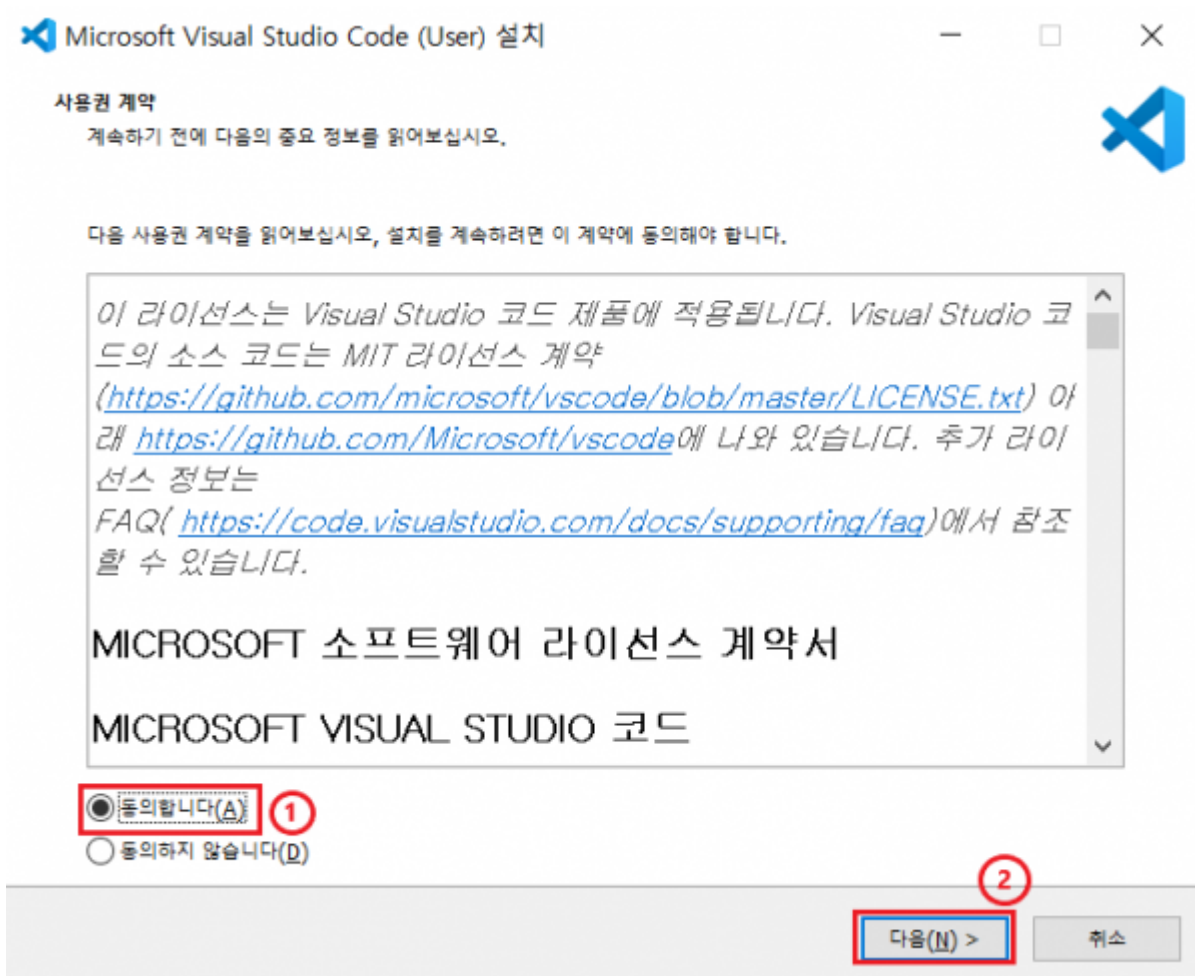 Microsoft Visual Studio Code (User) 설치
사용권 계약
계속하기 전에 다음의 중요 정보를 읽어보십시오.
다음 사용권 계약을 읽어보십시오, 설치를 계속하려면 이 계약에 동의해야 합니다.
이 라이선스는 Visual Studio 코드 제품에 적용됩니다. Visual Studio 코
드의 소스 코드는 MIT 라이선스 계약
(https://github.com/microsoft/vscode/blob/master/LICENSE.txt) 아
래 https://github.com/Microsoft/vscode에 나와 있습니다. 추가 라이
선스 정보는
FAQ( https://code.visualstudio.com/docs/supporting/faq)에서 참조
할 수 있습니다.
MICROSOFT 소프트웨어 라이선스 계약서
MICROSOFT VISUAL STUDIO 코드
동의합니다(A) 1
동의하지 않습니다(D)
2
다음(N) > 취소